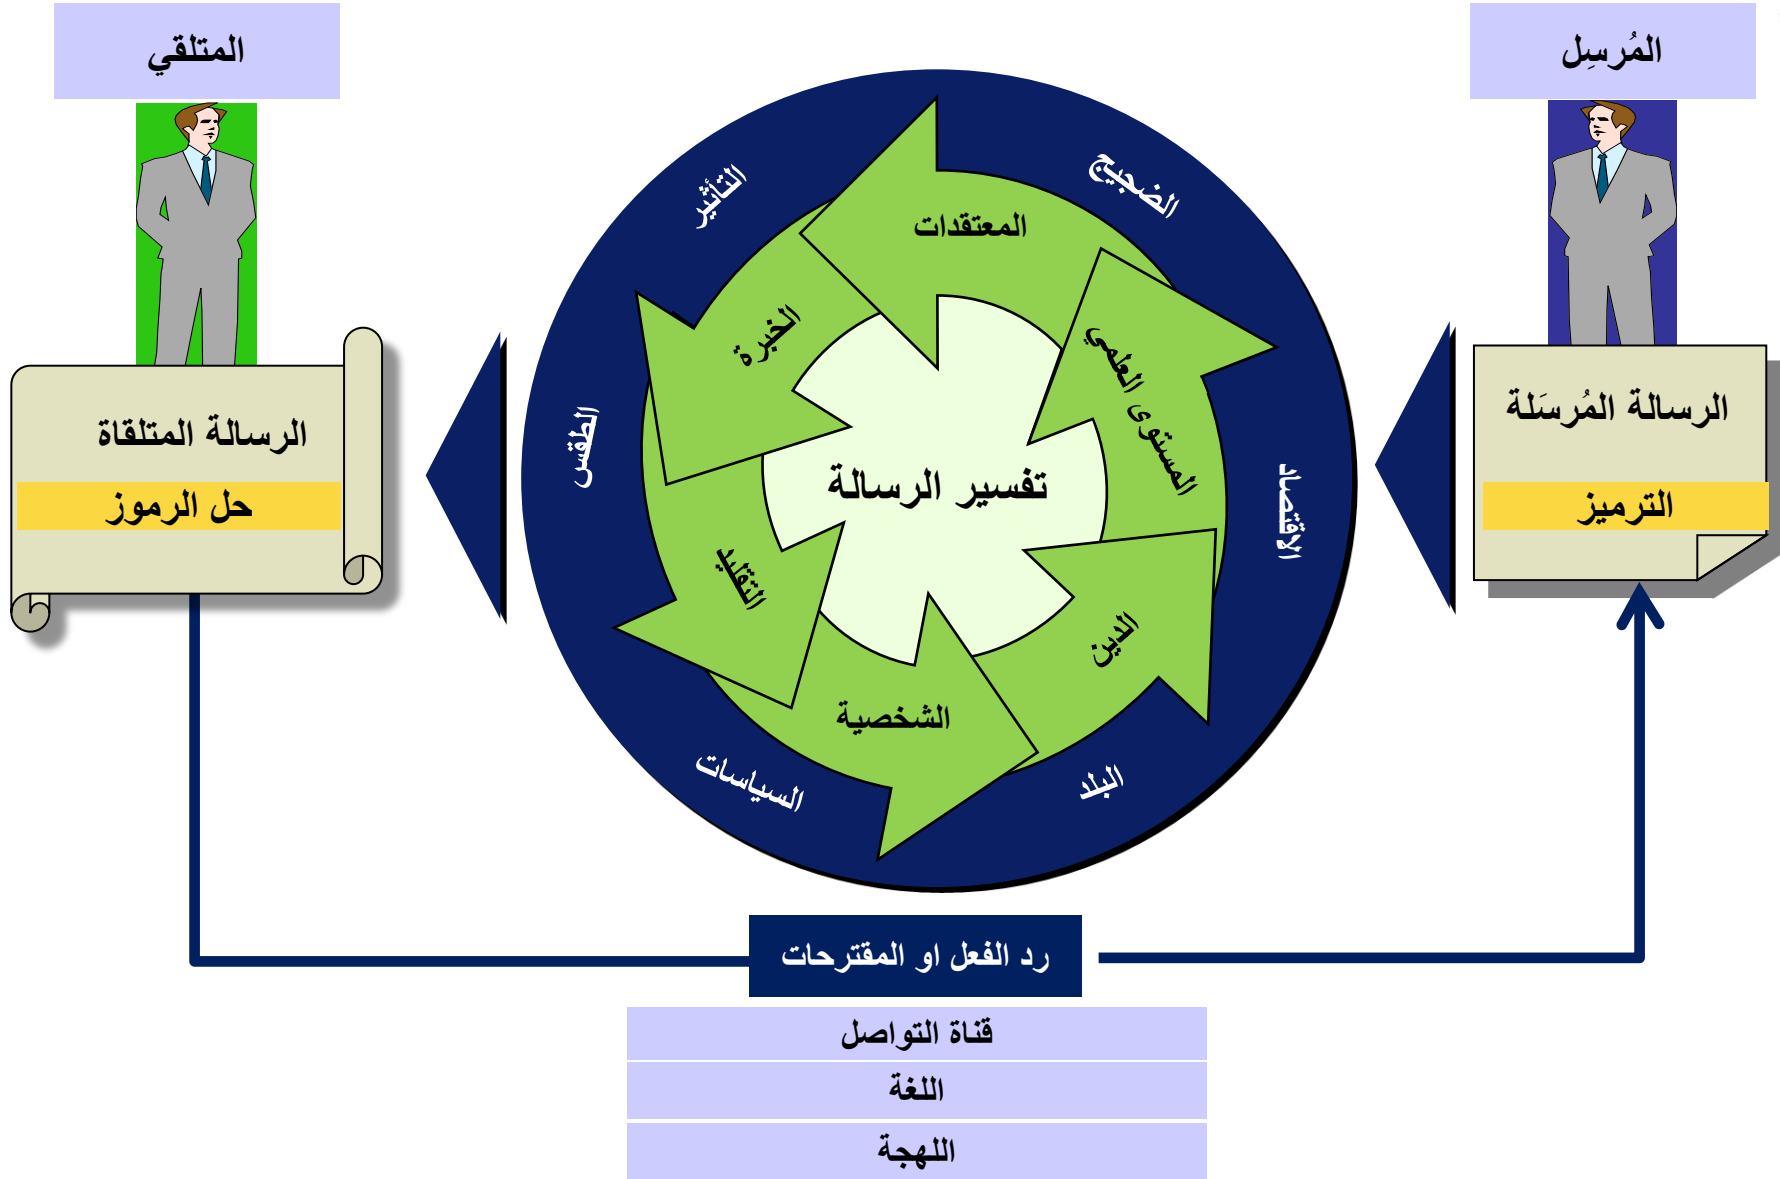 المُرسِل
المتلقي
الرسالة المُرسَلة
الترميز
الضجيج
التأثير
الاقتصاد
الطقس
البلد
السياسات
المعتقدات
المستوى العلمي
الخبرة
الدين
التقليد
الشخصية
تفسير الرسالة
الرسالة المتلقاة
حل الرموز
رد الفعل او المقترحات
قناة التواصل
اللغة
اللهجة